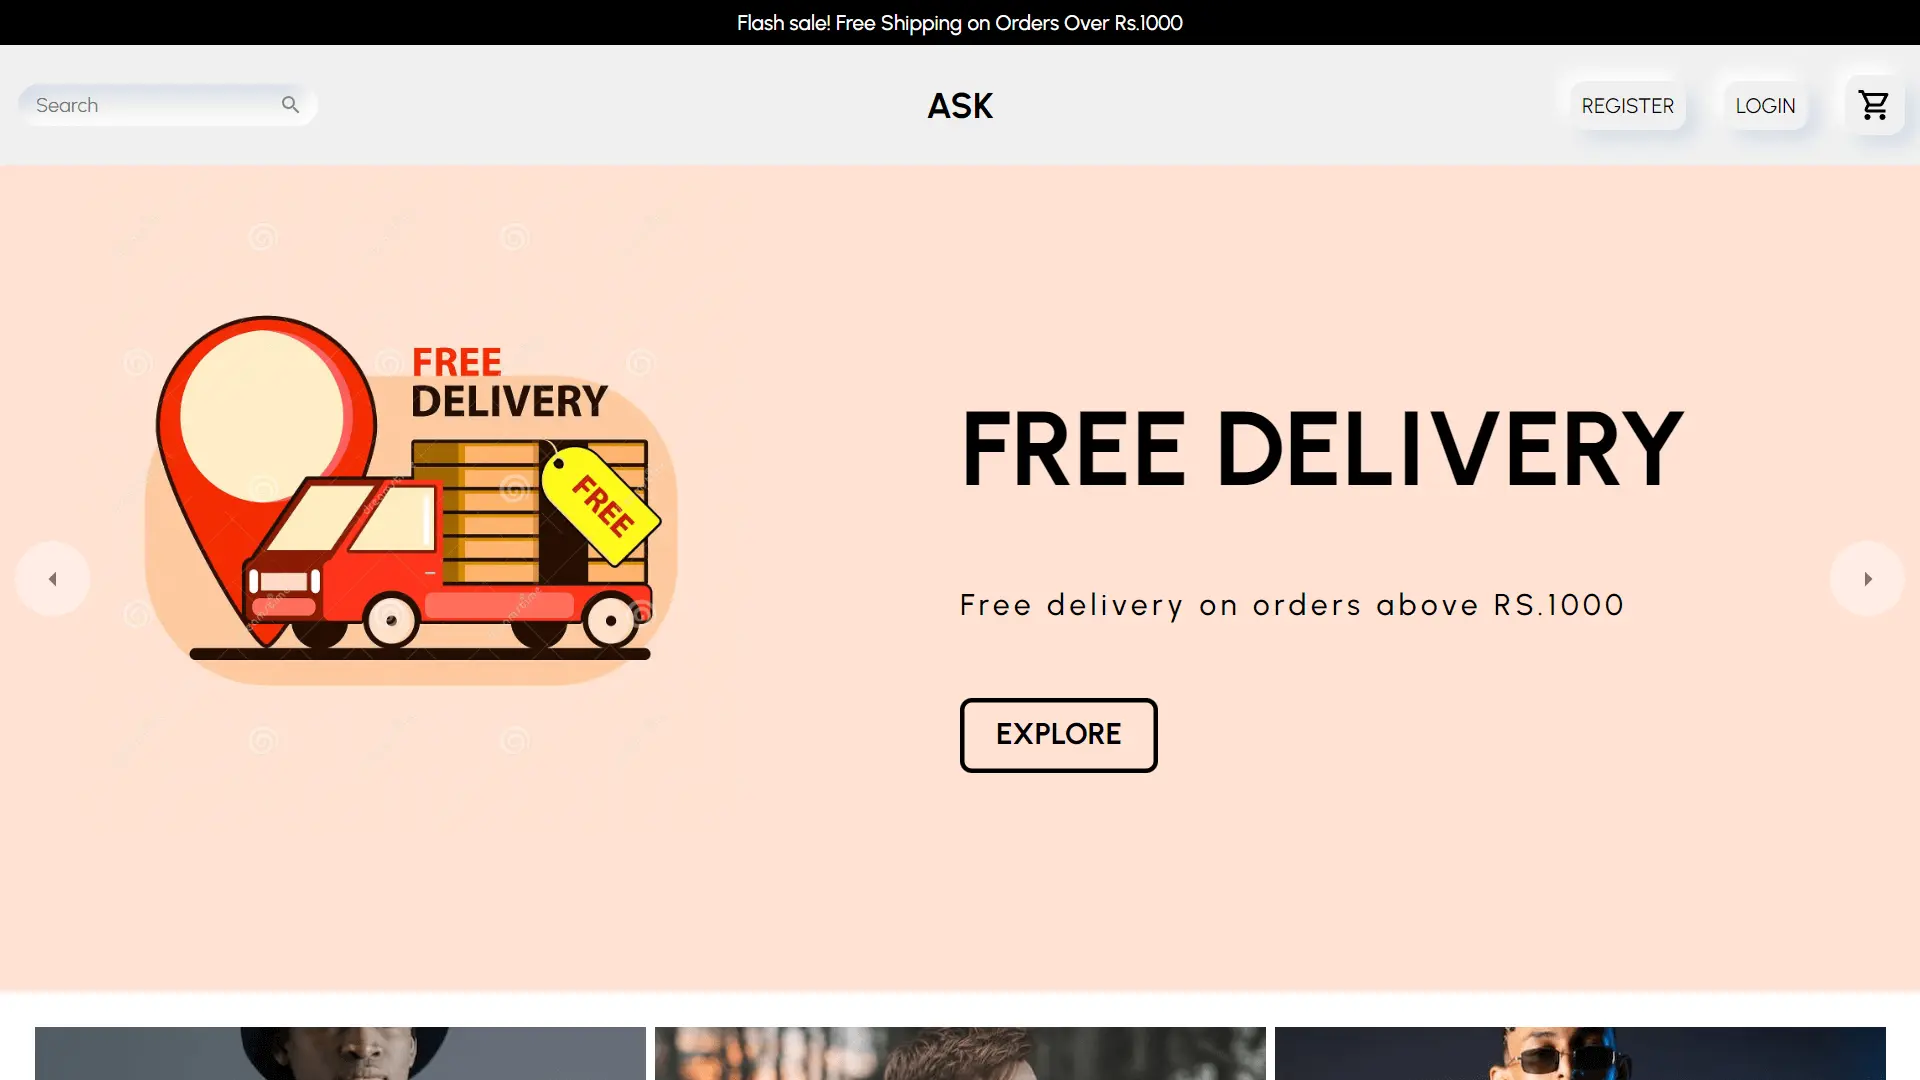 Flash sale! Free Shipping on Orders Over Rs.1000
Search
ASK
REGISTER
LOGIN
FREE
DELIVERY
FREE
FREE DELIVERY
Free delivery on orders above RS.1000
EXPLORE